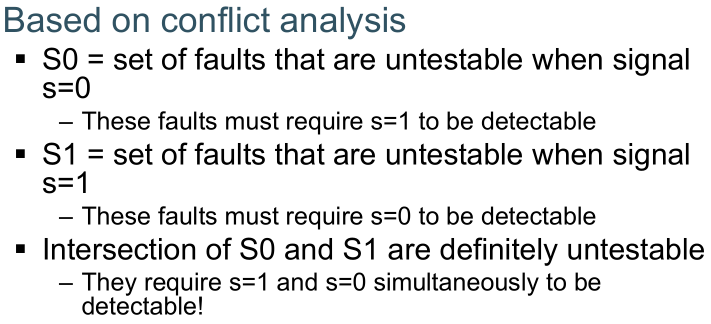 Based on conflict analysis
▪ S0 = set of faults that are untestable when signal
s=0
– These faults must require s=1 to be detectable
▪ S1 = set of faults that are untestable when signal
s=1
– These faults must require s=0 to be detectable
▪ Intersection of S0 and S1 are definitely untestable
– They require s=1 and s=0 simultaneously to be
detectable!